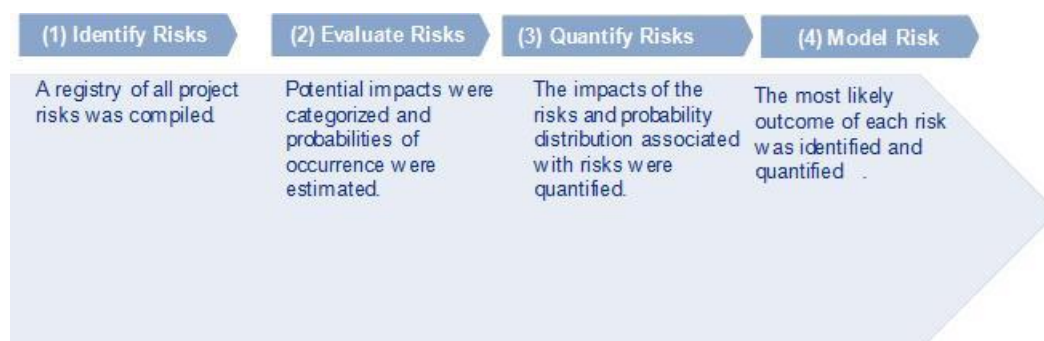 (1) Identify Risks
A registry of all project
risks was compiled.
(2) Evaluate Risks
Potential impacts were
categorized and
probabilities of
occurrence were
estimated.
(3) Quantify Risks
The impacts of the
risks and probability
distribution associated
with risks were
quantified.
(4) Model Risk
The most likely
outcome of each risk
was identified and
quantified .